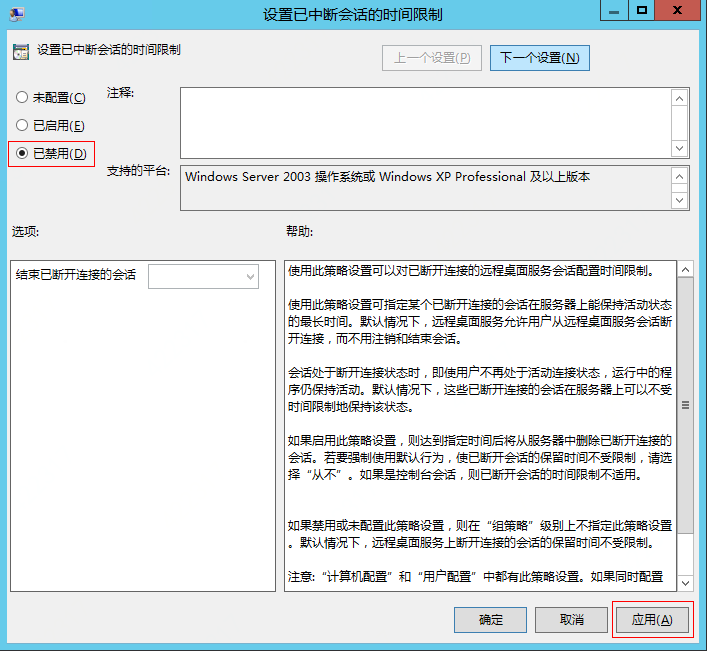 设置已中断会话的时间限制
设置已中断会话的时间限制
上一个设置(P)
下一个设置(N)
未配置(C)
已启用(E)
已禁用(D)
注释:
支持的平台:
Windows Server 2003 操作系统或 Windows XP Professional 及以上版本
选项:
帮助:
结束已断开连接的会话
使用此策略设置可以对已断开连接的远程桌面服务会话配置时间限制。
使用此策略设置可指定某个已断开连接的会话在服务器上能保持活动状态
的最长时间。默认情况下，远程桌面服务允许用户从远程桌面服务会话断
开连接，而不用注销和结束会话。
会话处于断开连接状态时，即使用户不再处于活动连接状态，运行中的程
序仍保持活动。默认情况下，这些已断开连接的会话在服务器上可以不受
时间限制地保持该状态。
如果启用此策略设置，则达到指定时间后将从服务器中删除已断开连接的
会话。若要强制使用默认行为，使已断开会话的保留时间不受限制，请选
择“从不”。如果是控制台会话，则已断开会话的时间限制不适用。
如果禁用或未配置此策略设置，则在“组策略”级别上不指定此策略设置
。默认情况下，远程桌面服务上断开连接的会话的保留时间不受限制。
注意:“计算机配置”和“用户配置”中都有此策略设置。如果同时配置
确定
取消
应用(A)